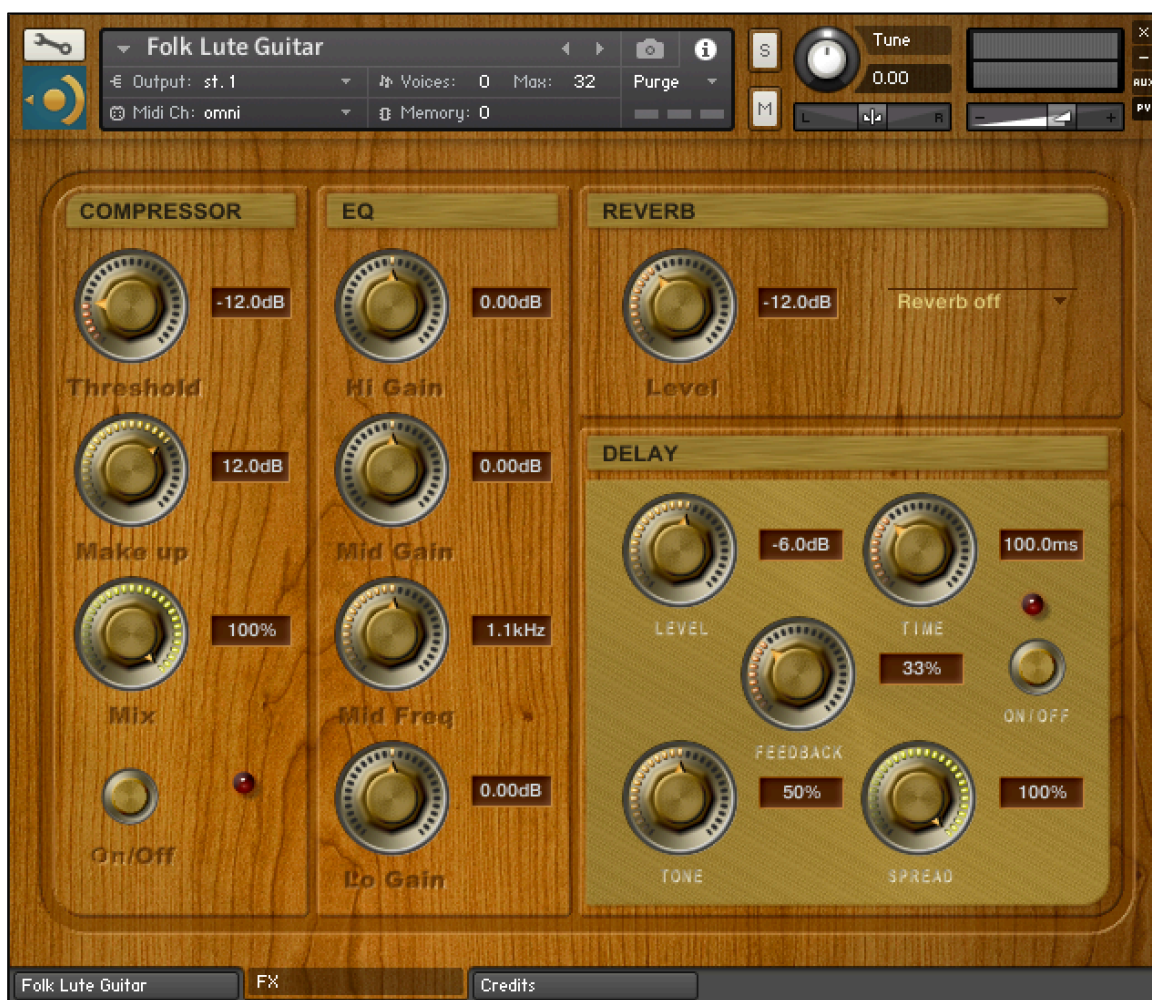 Folk Lute Guitar
Output: st. 1
Voices: 0 Max: 32
Purge
Midi Ch: omni
Memory: 0
S
M
Tune
0.00
L
R
-
+
X
-
AUX
PV
COMPRESSOR
-12.0dB
Threshold
12.0dB
Make up
100%
Mix
On/Off
EQ
0.00dB
Hi Gain
0.00dB
Mid Gain
1.1kHz
Mid Freq
0.00dB
Lo Gain
REVERB
-12.0dB
Reverb off
Level
DELAY
-6.0dB
LEVEL
100.0ms
TIME
33%
FEEDBACK
ON/OFF
50%
TONE
100%
SPREAD
Folk Lute Guitar
FX
Credits